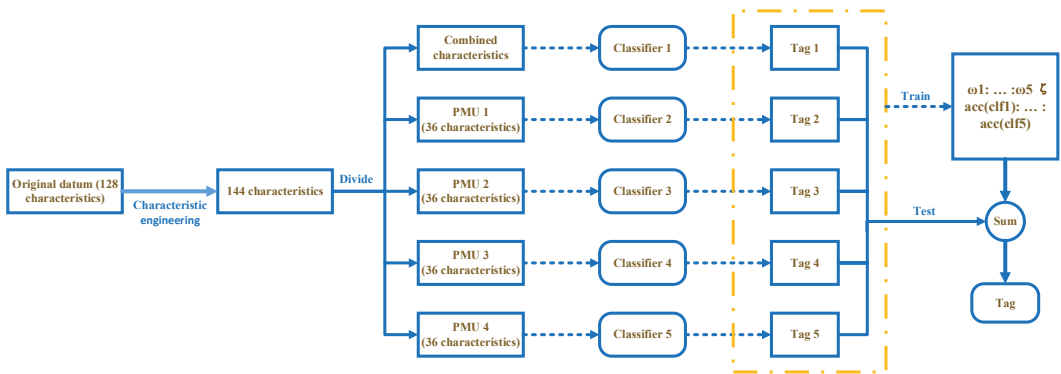 Combined
characteristics
Classifier 1
Tag 1
Train
ω1: … :ω5 ζ
acc(clf1): … :
acc(clf5)
PMU 1
(36 characteristics)
Classifier 2
Tag 2
Original datum (128
characteristics)
Characteristic
engineering
144 characteristics
Divide
PMU 2
(36 characteristics)
Classifier 3
Tag 3
Test
Sum
PMU 3
(36 characteristics)
Classifier 4
Tag 4
Tag
PMU 4
(36 characteristics)
Classifier 5
Tag 5